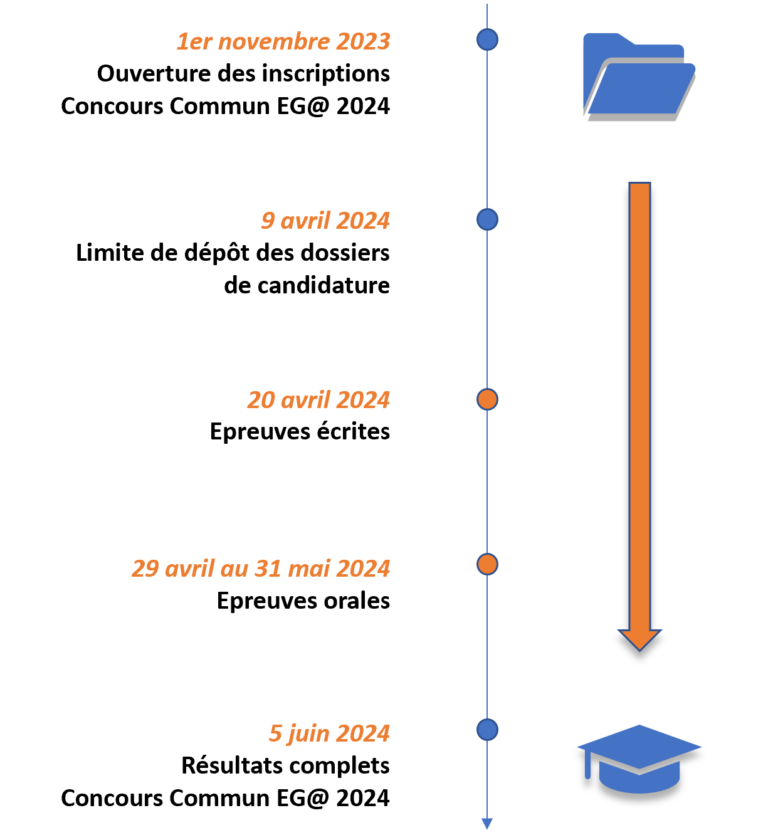 1er novembre 2023
Ouverture des inscriptions
Concours Commun EG@ 2024
9 avril 2024
Limite de dépôt des dossiers
de candidature
20 avril 2024
Epreuves écrites
29 avril au 31 mai 2024
Epreuves orales
5 juin 2024
Résultats complets
Concours Commun EG@ 2024